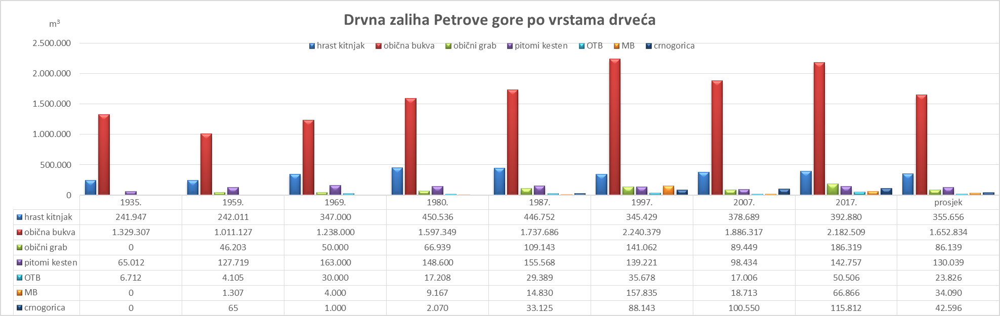 Drvna zaliha Petrove gore po vrstama drveća
m³
hrast kitnjak obična bukva obični grab pitomi kesten OTB MB crnogorica
2.500.000
2.000.000
1.500.000
1.000.000
500.000
0
1935. 1959. 1969. 1980. 1987. 1997. 2007. 2017. prosjek
hrast kitnjak 241.947 242.011 347.000 450.536 446.752 345.429 378.689 392.880 355.656
obična bukva 1.329.307 1.011.127 1.238.000 1.597.349 1.737.686 2.240.379 1.886.317 2.182.509 1.652.834
obični grab 0 46.203 50.000 66.939 109.143 141.062 89.449 186.319 86.139
pitomi kesten 65.012 127.719 163.000 148.600 155.568 139.221 98.434 142.757 130.039
OTB 6.712 4.105 30.000 17.208 29.389 35.678 17.006 50.506 23.826
MB 0 1.307 4.000 9.167 14.830 157.835 18.713 66.866 34.090
crnogorica 0 65 1.000 2.070 33.125 88.143 100.550 115.812 42.596